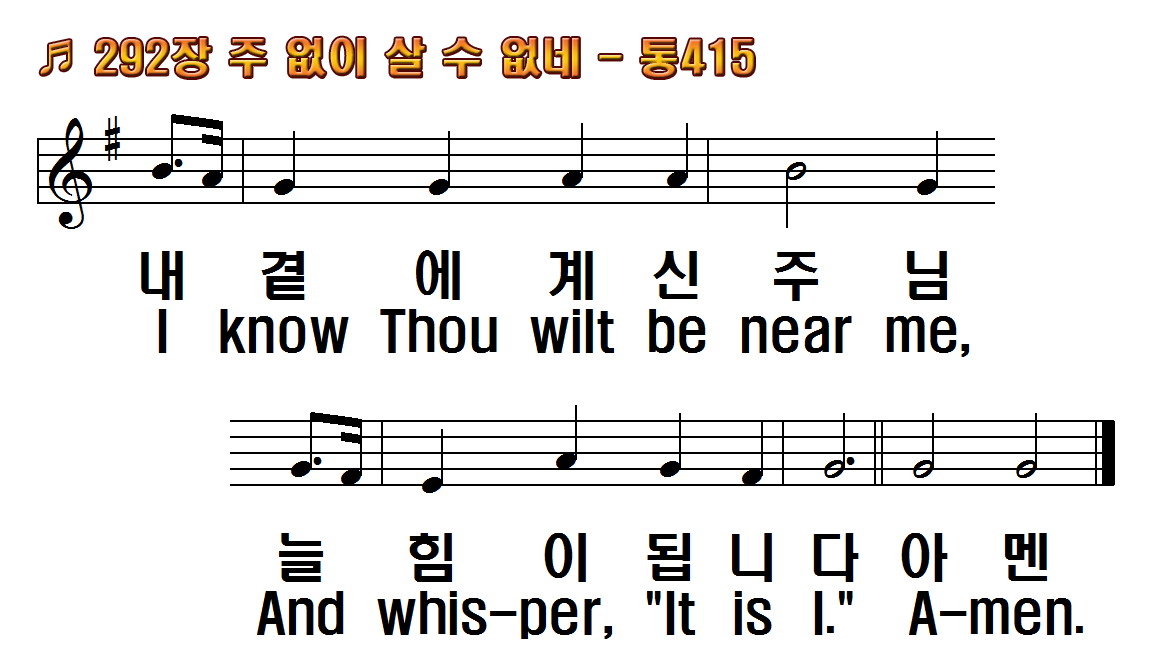 ♬ 292장 주 없이 살 수 없네 - 통415
내 곁에 계신 주님
I know Thou wilt be near me,
늘 힘이 됩니다 아멘
And whis-per, "It is I." A-men.